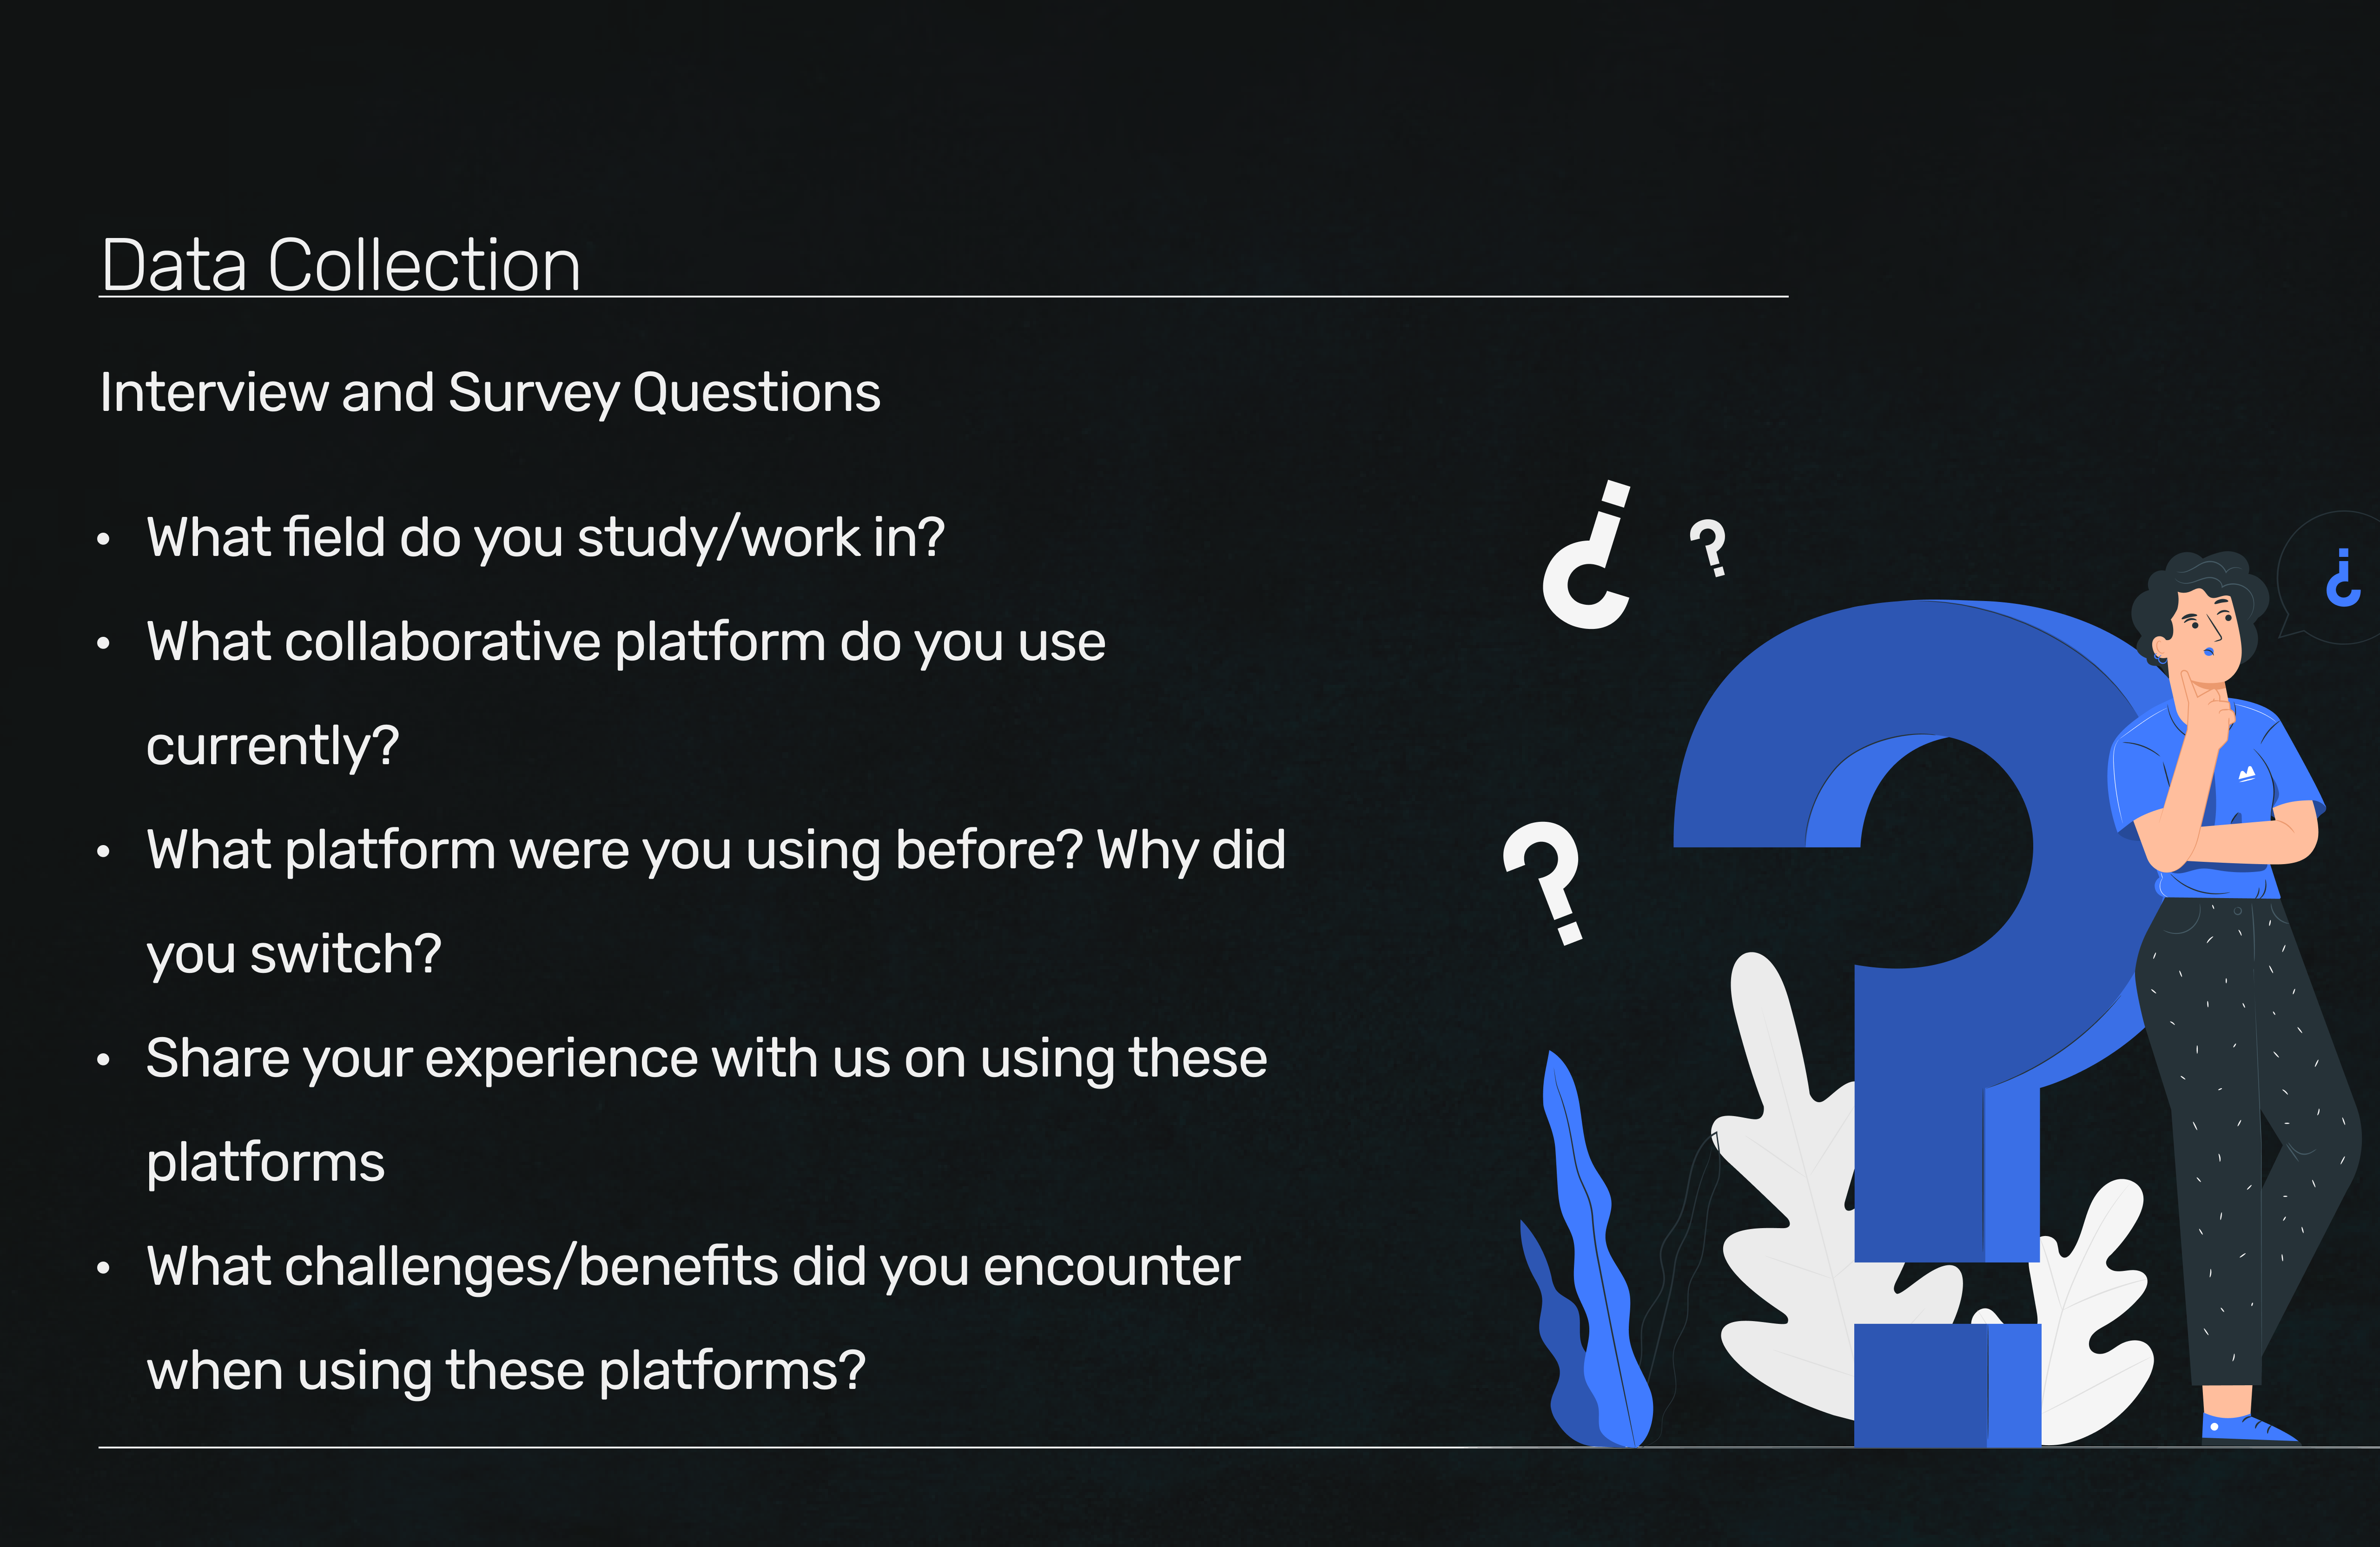 Data Collection
Interview and Survey Questions
• What field do you study/work in?
• What collaborative platform do you use
currently?
• What platform were you using before? Why did
you switch?
• Share your experience with us on using these
platforms
• What challenges/benefits did you encounter
when using these platforms?
¿
?
?
¿
?